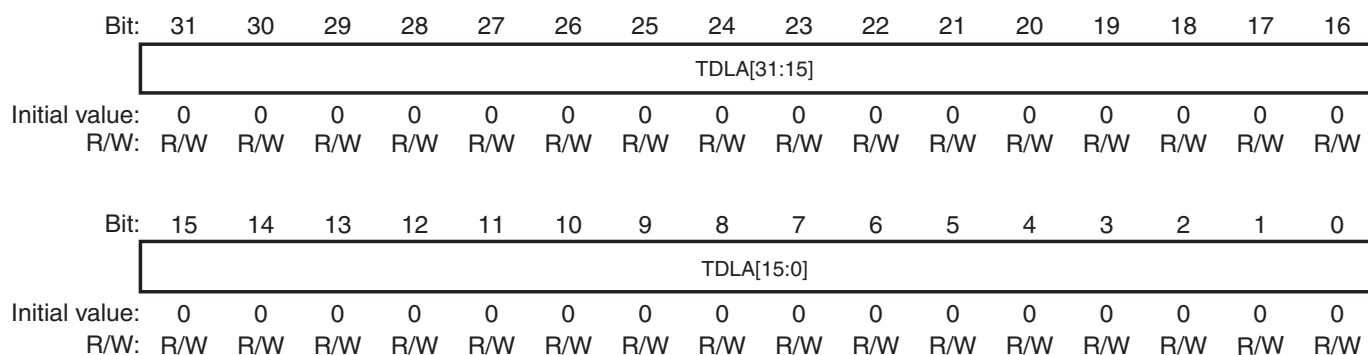 Bit: 31 30 29 28 27 26 25 24 23 22 21 20 19 18 17 16
TDLA[31:15]
Initial value: 0 0 0 0 0 0 0 0 0 0 0 0 0 0 0 0
R/W: R/W R/W R/W R/W R/W R/W R/W R/W R/W R/W R/W R/W R/W R/W R/W R/W
Bit: 15 14 13 12 11 10 9 8 7 6 5 4 3 2 1 0
TDLA[15:0]
Initial value: 0 0 0 0 0 0 0 0 0 0 0 0 0 0 0 0
R/W: R/W R/W R/W R/W R/W R/W R/W R/W R/W R/W R/W R/W R/W R/W R/W R/W